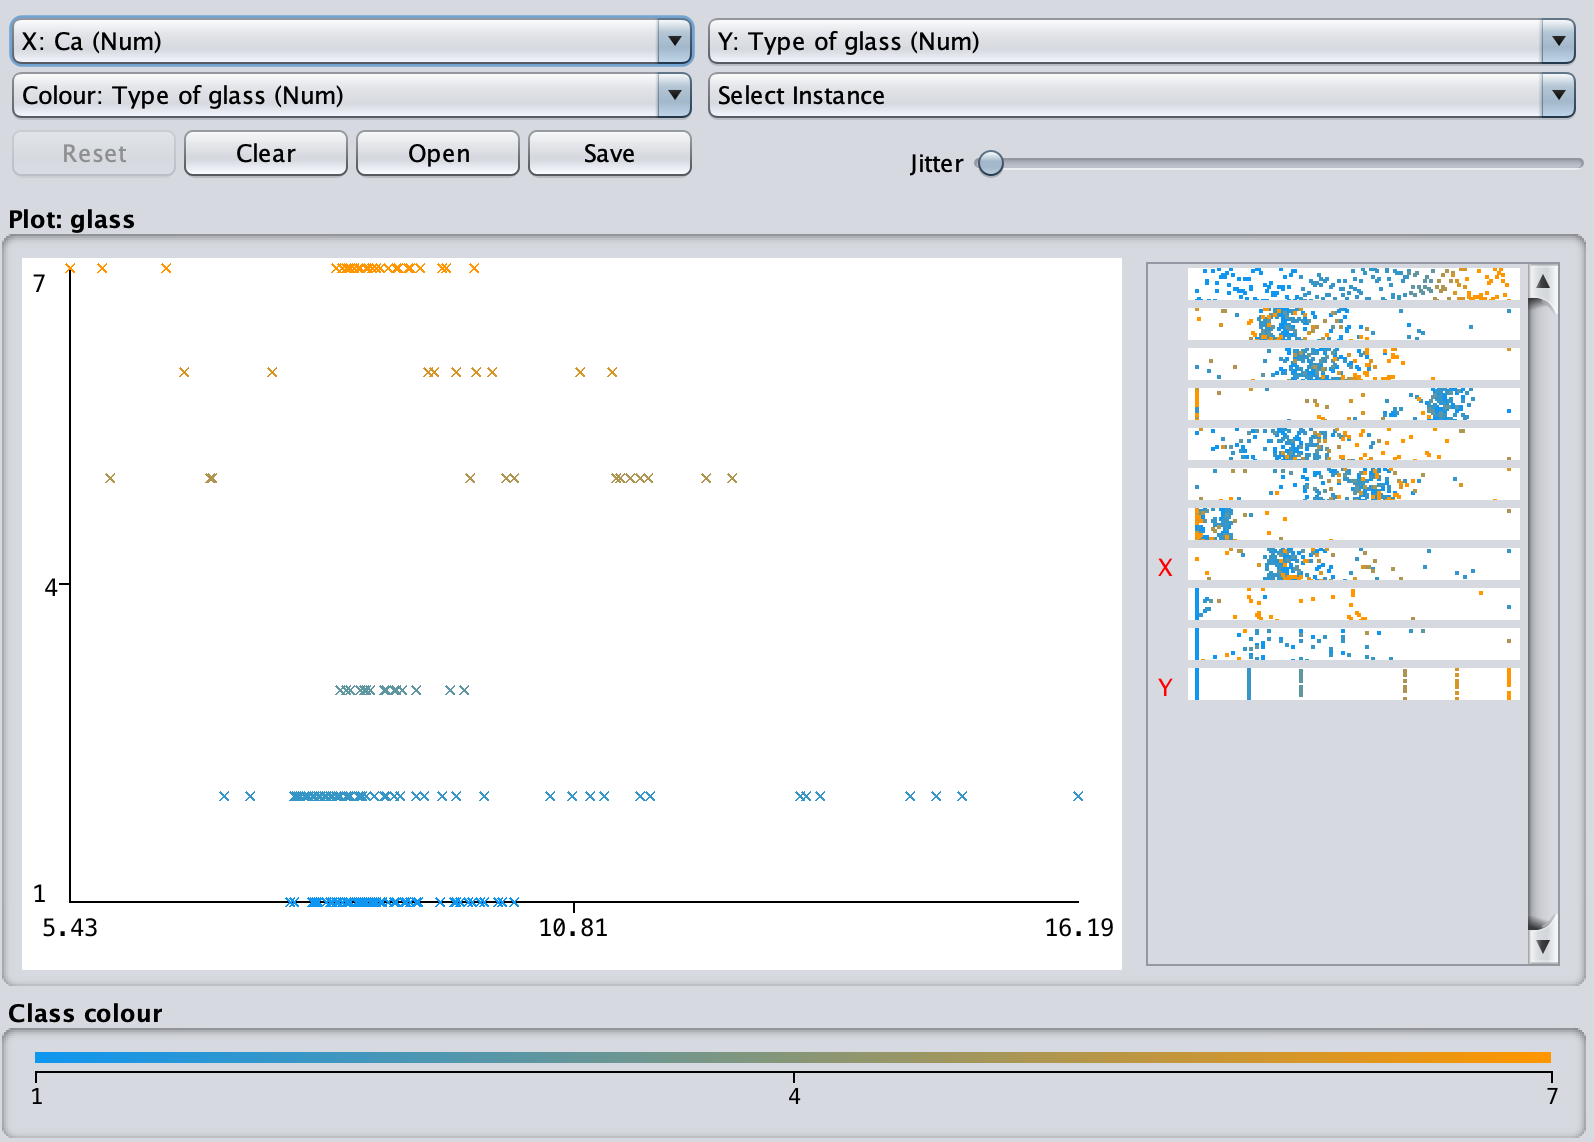 X: Ca (Num)
Y: Type of glass (Num)
Colour: Type of glass (Num)
Select Instance
Reset
Clear
Open
Save
Jitter
Plot: glass
7
4
1
5.43
10.81
16.19
X
Y
Class colour
1
4
7